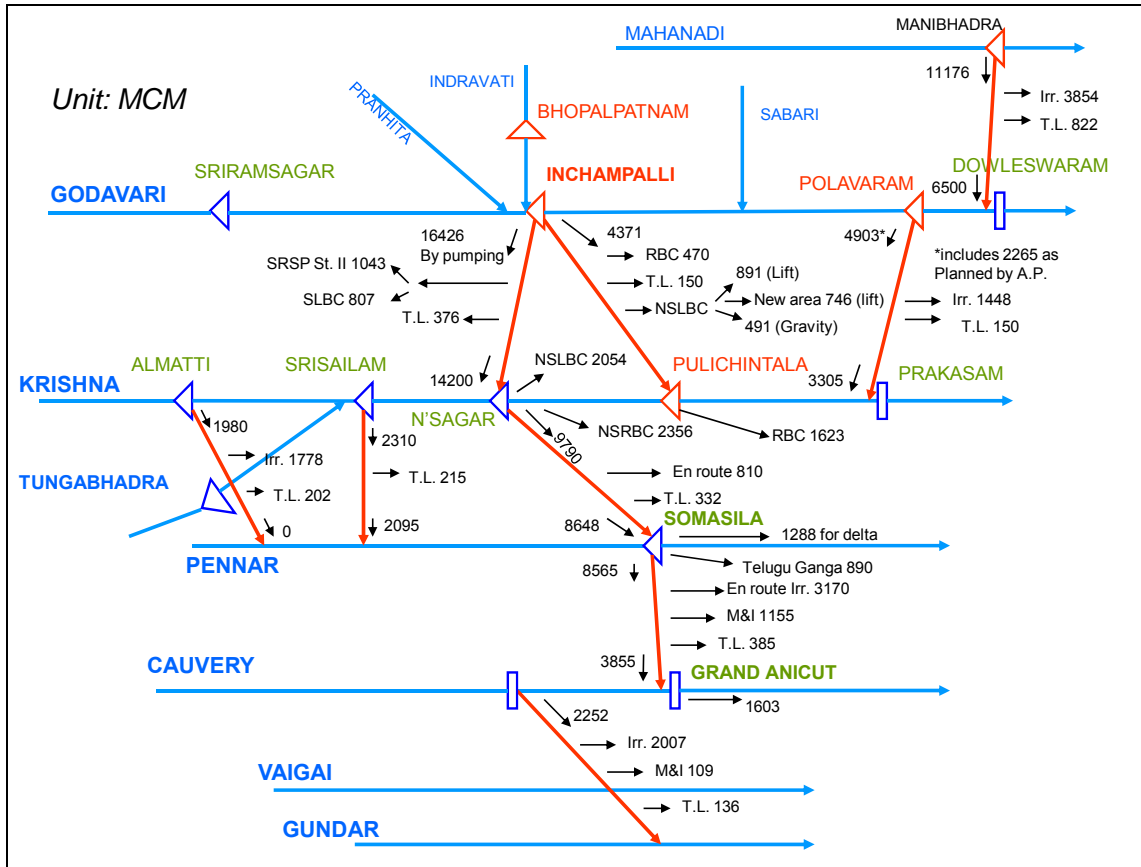 MANIBHADRA
MAHANADI
11176
Unit: MCM
INDRAVATI
PRANHITA
BHOPALPATNAM
SABARI
Irr. 3854
T.L. 822
SRIRAMSAGAR
INCHAMPALLI
POLAVARAM
DOWLESWARAM
GODAVARI
6500
16426
By pumping
4371
4903*
*includes 2265 as
Planned by A.P.
SRSP St. II 1043
RBC 470
T.L. 150
891 (Lift)
SLBC 807
NSLBC
New area 746 (lift)
Irr. 1448
T.L. 376
491 (Gravity)
T.L. 150
ALMATTI
SRISAILAM
14200
NSLBC 2054
PULICHINTALA
3305
PRAKASAM
KRISHNA
N'SAGAR
1980
2310
9790
NSRBC 2356
RBC 1623
Irr. 1778
T.L. 215
En route 810
TUNGABHADRA
T.L. 202
T.L. 332
0
2095
8648
SOMASILA
1288 for delta
PENNAR
8565
Telugu Ganga 890
En route Irr. 3170
M&I 1155
T.L. 385
CAUVERY
3855
GRAND ANICUT
1603
2252
Irr. 2007
M&I 109
VAIGAI
T.L. 136
GUNDAR